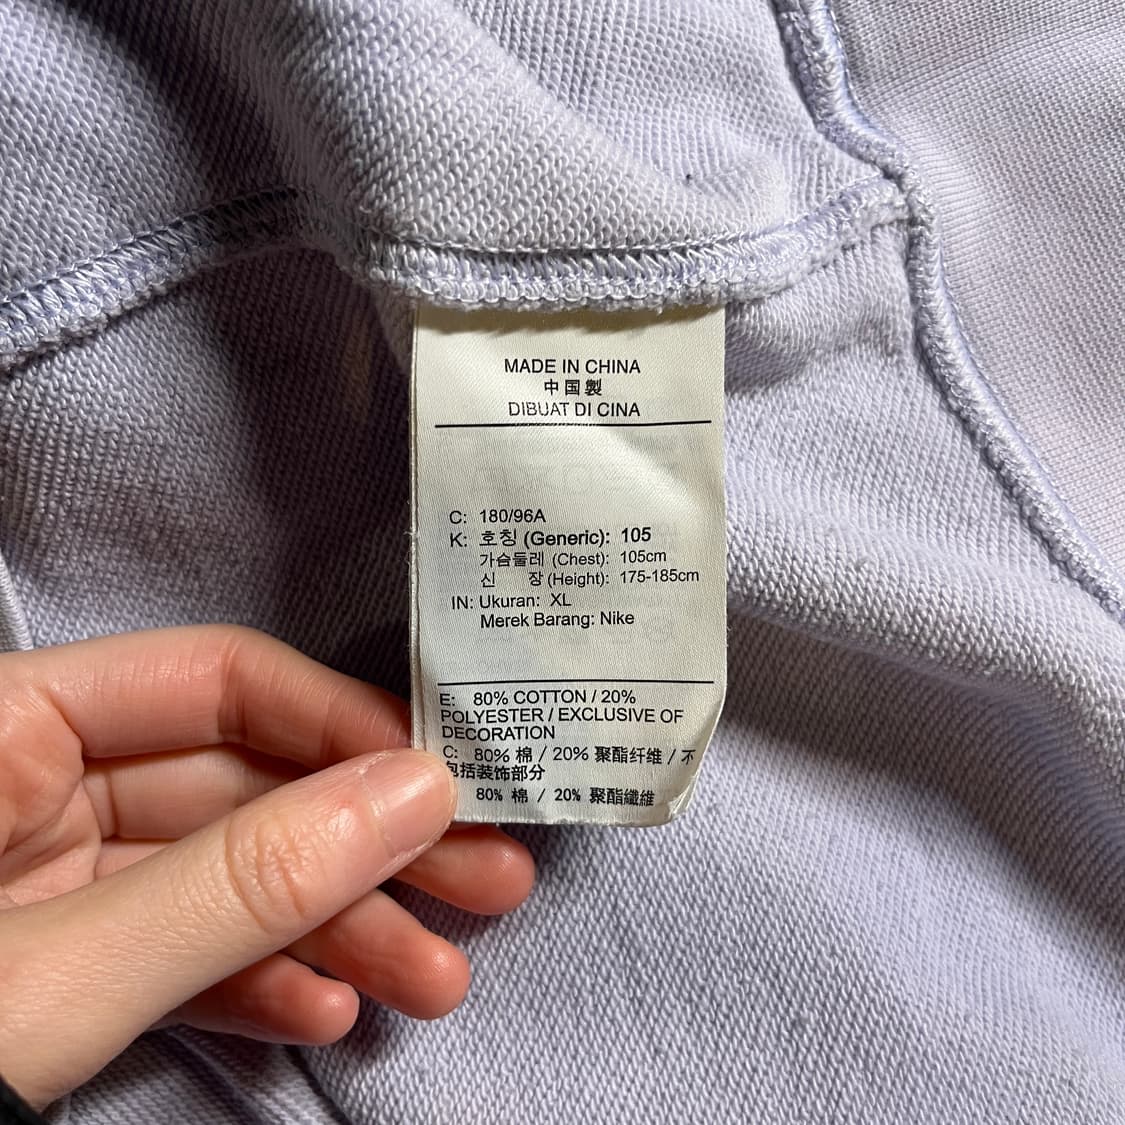 MADE IN CHINA
中国製
DIBUAT DI CINA
C: 180/96A
K: 호칭 (Generic): 105
가슴둘레 (Chest): 105cm
신 장 (Height): 175-185cm
IN: Ukuran: XL
Merek Barang: Nike
E: 80% COTTON / 20%
POLYESTER / EXCLUSIVE OF
DECORATION
C: 80% 棉 / 20% 聚酯纤维 / 不
包括装饰部分
80% 棉 / 20% 聚酯纖維